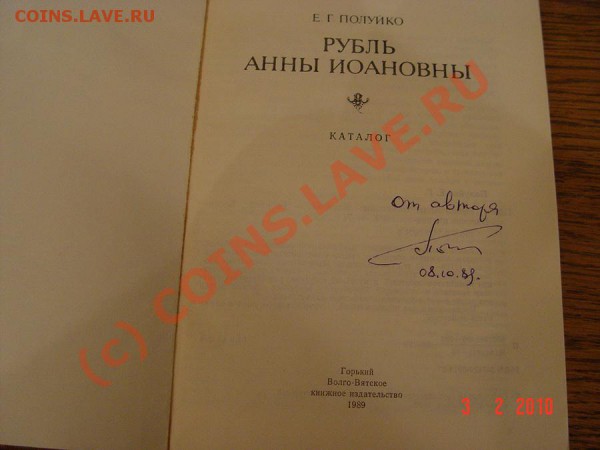 COINS.LAVE.RU
COINS.LAVE.RU
Е. Г. ПОЛУЙКО
РУБЛЬ
АННЫ ИОАНОВНЫ
КАТАЛОГ
От автора
08.10.89.
(c) COINS.LAVE.RU
Горький
Волго-Вятское
книжное издательство
1989
3 2 2010